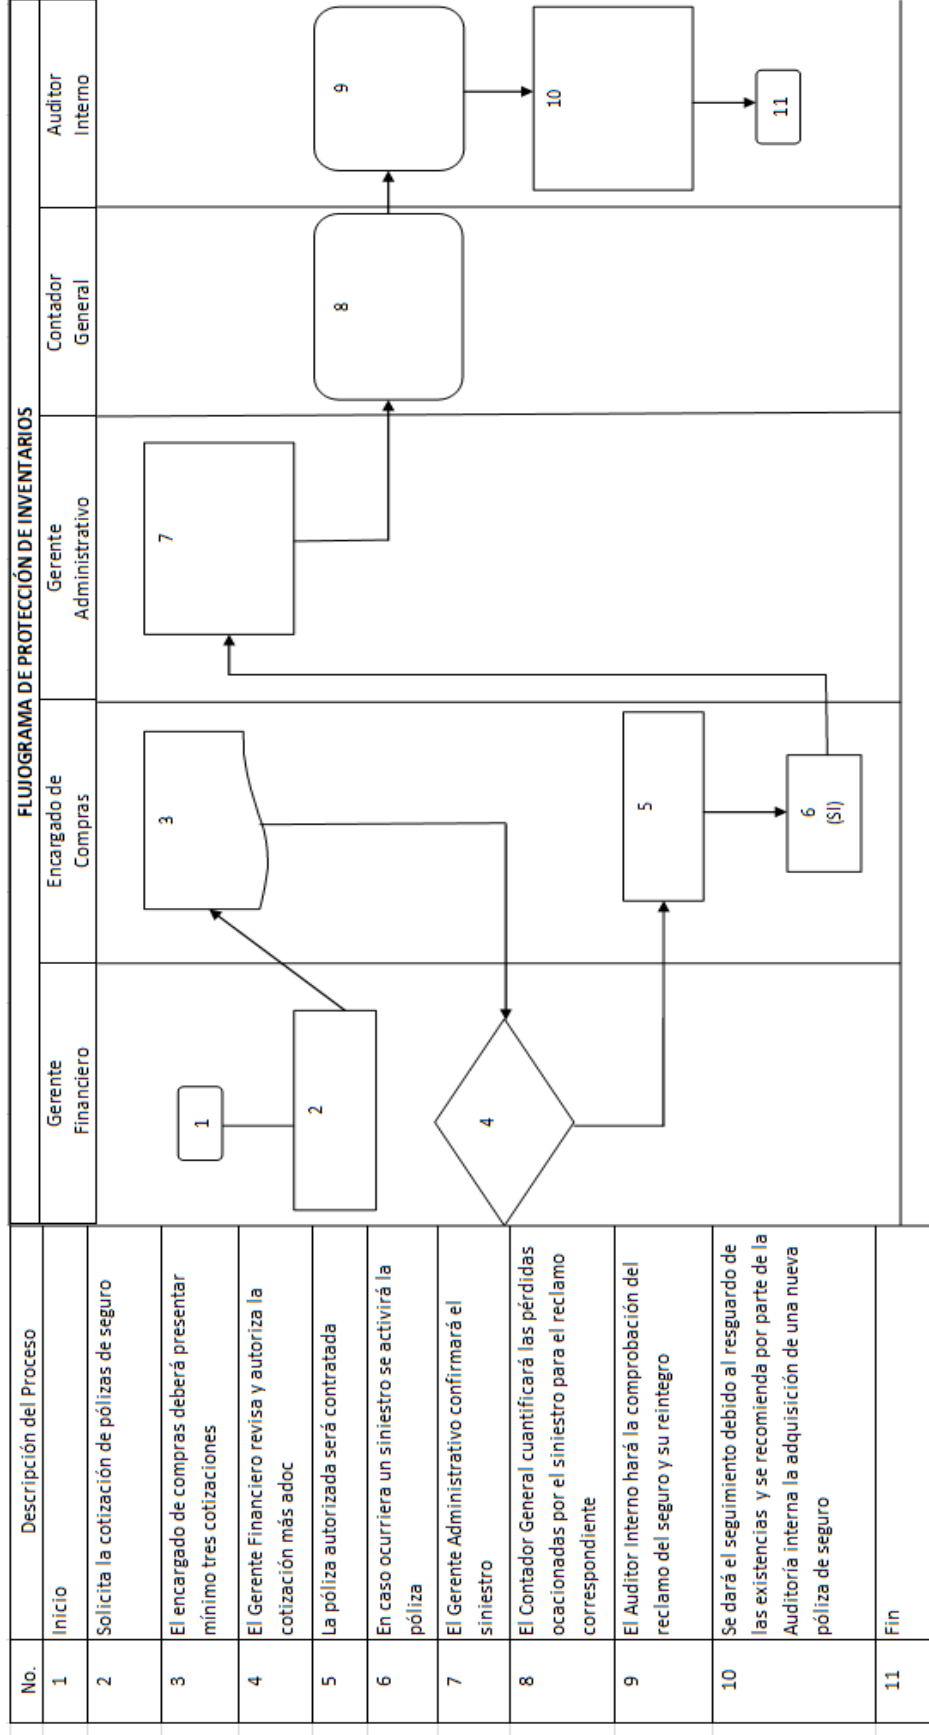 FLUJOGRAMA DE PROTECCIÓN DE INVENTARIOS
No.
Descripción del Proceso
Gerente
Financiero
Encargado de
Compras
Gerente
Administrativo
Contador
General
Auditor
Interno
1
Inicio
2
Solicita la cotización de pólizas de seguro
3
El encargado de compras deberá presentar
mínimo tres cotizaciones
4
El Gerente Financiero revisa y autoriza la
cotización más adoc
5
La póliza autorizada será contratada
6
En caso ocurriera un siniestro se activirá la
póliza
7
El Gerente Administrativo confirmará el
siniestro
8
El Contador General cuantificará las pérdidas
ocacionadas por el siniestro para el reclamo
correspondiente
9
El Auditor Interno hará la comprobación del
reclamo del seguro y su reintegro
10
Se dará el seguimiento debido al resguardo de
las existencias y se recomienda por parte de la
Auditoría interna la adquisición de una nueva
póliza de seguro
11
Fin
1
2
3
4
5
6
(SI)
7
8
9
10
11